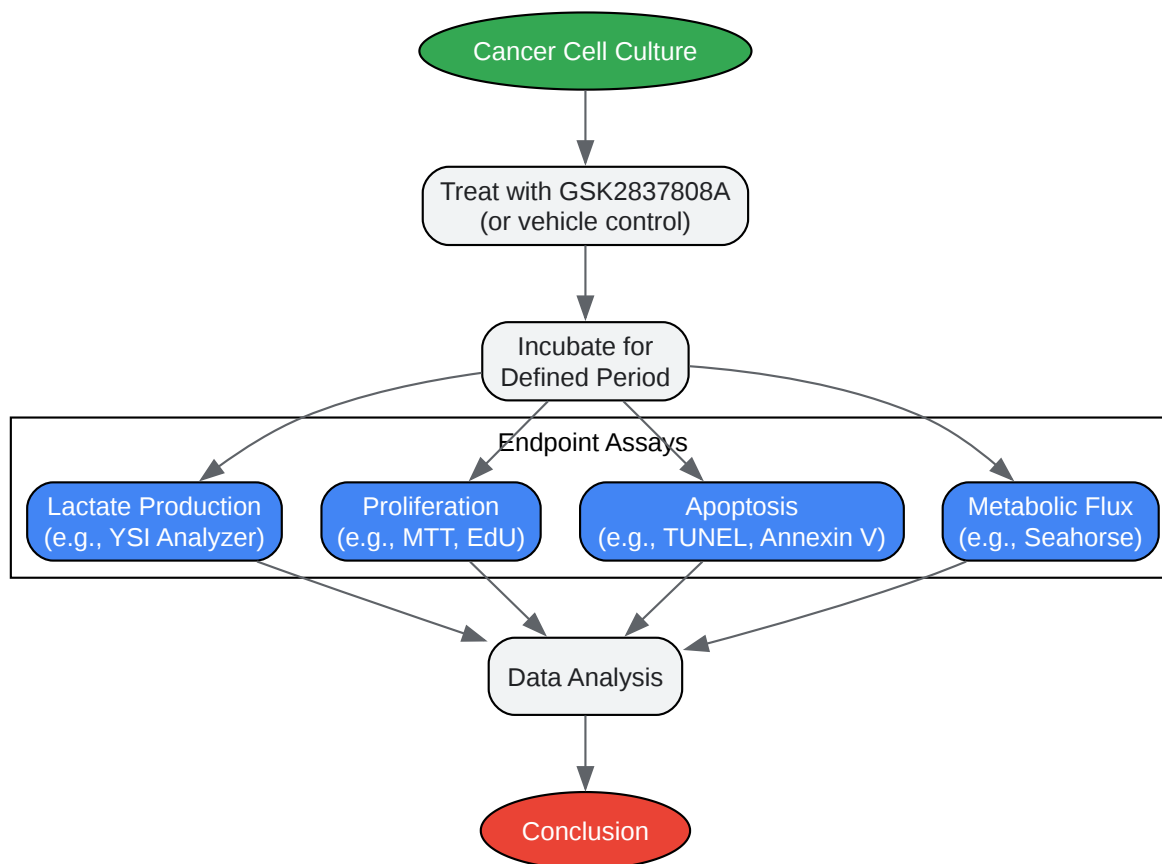 Cancer Cell Culture
Treat with GSK2837808A
(or vehicle control)
Incubate for
Defined Period
Endpoint Assays
Lactate Production
(e.g., YSI Analyzer)
Proliferation
(e.g., MTT, EdU)
Apoptosis
(e.g., TUNEL, Annexin V)
Metabolic Flux
(e.g., Seahorse)
Data Analysis
Conclusion